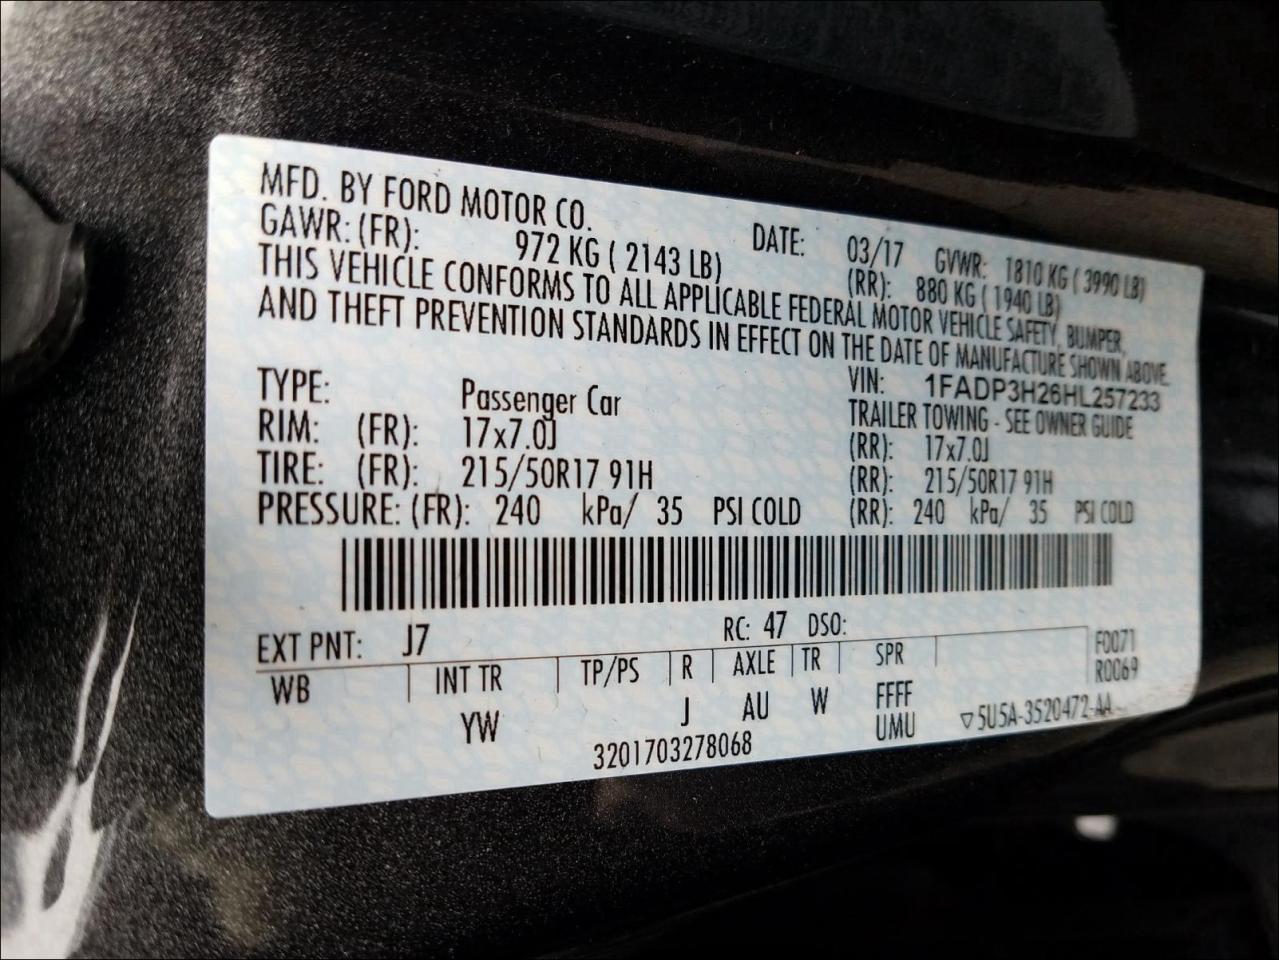 MFD. BY FORD MOTOR CO. DATE: 03/17 GVWR: 1810 KG ( 3990 LB)
GAWR: (FR): 972 KG ( 2143 LB) (RR): 880 KG ( 1940 LB)
THIS VEHICLE CONFORMS TO ALL APPLICABLE FEDERAL MOTOR VEHICLE SAFETY, BUMPER,
AND THEFT PREVENTION STANDARDS IN EFFECT ON THE DATE OF MANUFACTURE SHOWN ABOVE.
VIN: 1FADP3H26HL257233
TYPE: Passenger Car TRAILER TOWING - SEE OWNER GUIDE
RIM: (FR): 17x7.0J (RR): 17x7.0J
TIRE: (FR): 215/50R17 91H (RR): 215/50R17 91H
PRESSURE: (FR): 240 kPa/ 35 PSI COLD (RR): 240 kPa/ 35 PSI COLD
EXT PNT: J7 RC: 47 DSO: F0071
WB INT TR TP/PS R AXLE TR SPR R0069
YW J AU W FFFF
UMU ▽5U5A-3520472-AA
3201703278068